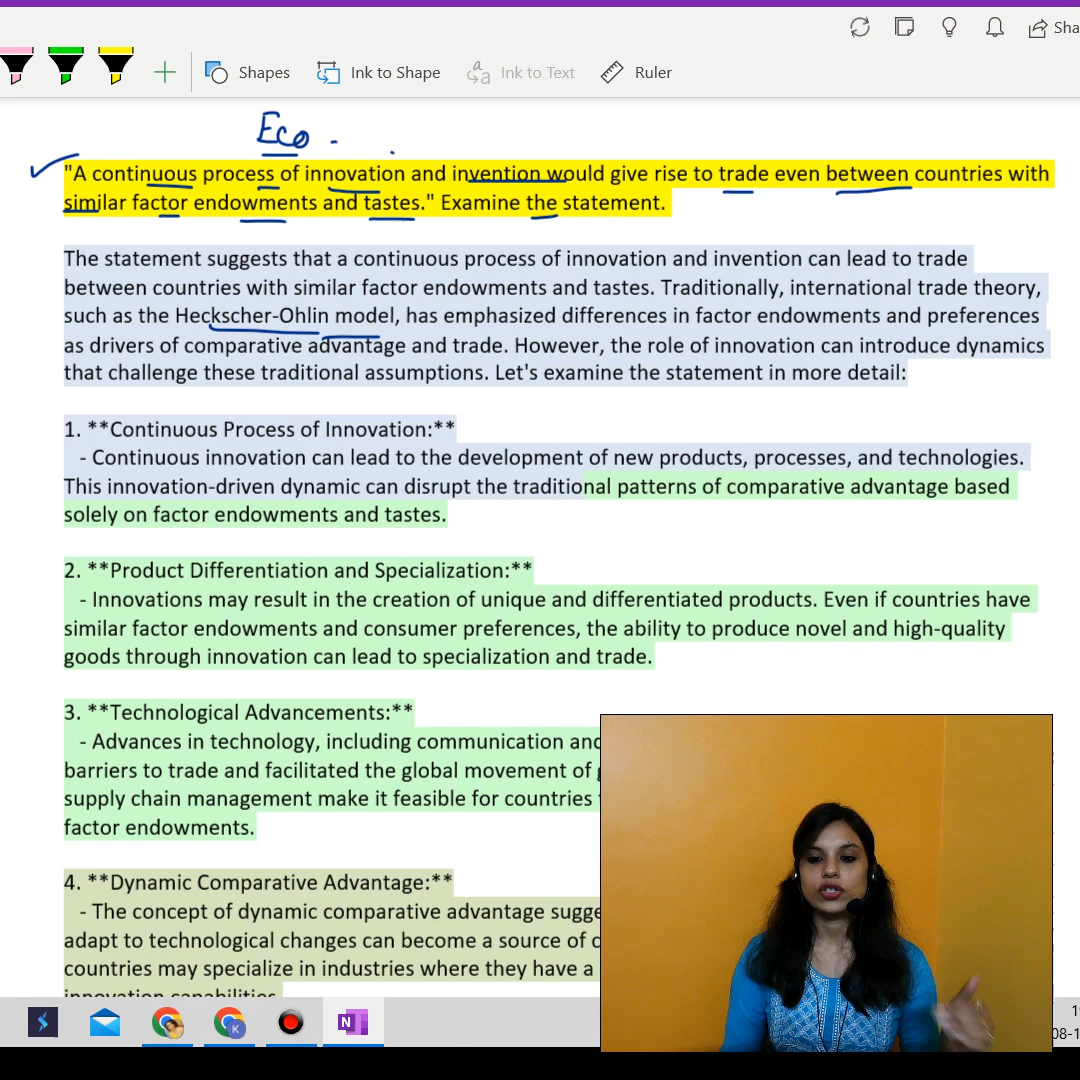 Sha
Shapes
Ink to Shape
Ink to Text
Ruler
Eco -
"A continuous process of innovation and invention would give rise to trade even between countries with
similar factor endowments and tastes." Examine the statement.
The statement suggests that a continuous process of innovation and invention can lead to trade
between countries with similar factor endowments and tastes. Traditionally, international trade theory,
such as the Heckscher-Ohlin model, has emphasized differences in factor endowments and preferences
as drivers of comparative advantage and trade. However, the role of innovation can introduce dynamics
that challenge these traditional assumptions. Let's examine the statement in more detail:
1. **Continuous Process of Innovation:**
- Continuous innovation can lead to the development of new products, processes, and technologies.
This innovation-driven dynamic can disrupt the traditional patterns of comparative advantage based
solely on factor endowments and tastes.
2. **Product Differentiation and Specialization:**
- Innovations may result in the creation of unique and differentiated products. Even if countries have
similar factor endowments and consumer preferences, the ability to produce novel and high-quality
goods through innovation can lead to specialization and trade.
3. **Technological Advancements:**
- Advances in technology, including communication and
barriers to trade and facilitated the global movement of
supply chain management make it feasible for countries
factor endowments.
4. **Dynamic Comparative Advantage:**
- The concept of dynamic comparative advantage sugge
adapt to technological changes can become a source of c
countries may specialize in industries where they have a
innovation capabilities.
K
N
08-1